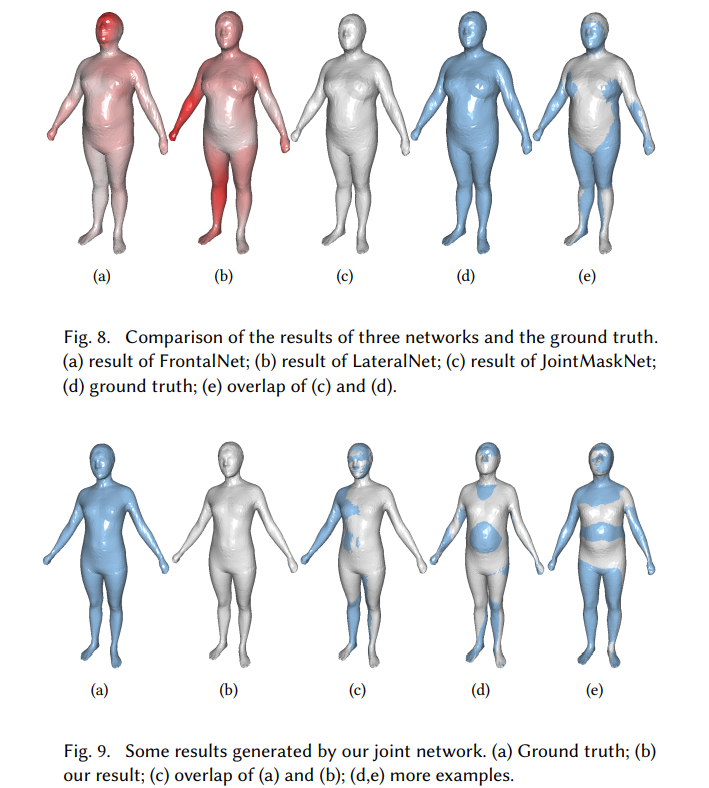 (a) (b) (c) (d) (e)
Fig. 8. Comparison of the results of three networks and the ground truth.
(a) result of FrontalNet; (b) result of LateralNet; (c) result of JointMaskNet;
(d) ground truth; (e) overlap of (c) and (d).
(a) (b) (c) (d) (e)
Fig. 9. Some results generated by our joint network. (a) Ground truth; (b)
our result; (c) overlap of (a) and (b); (d,e) more examples.